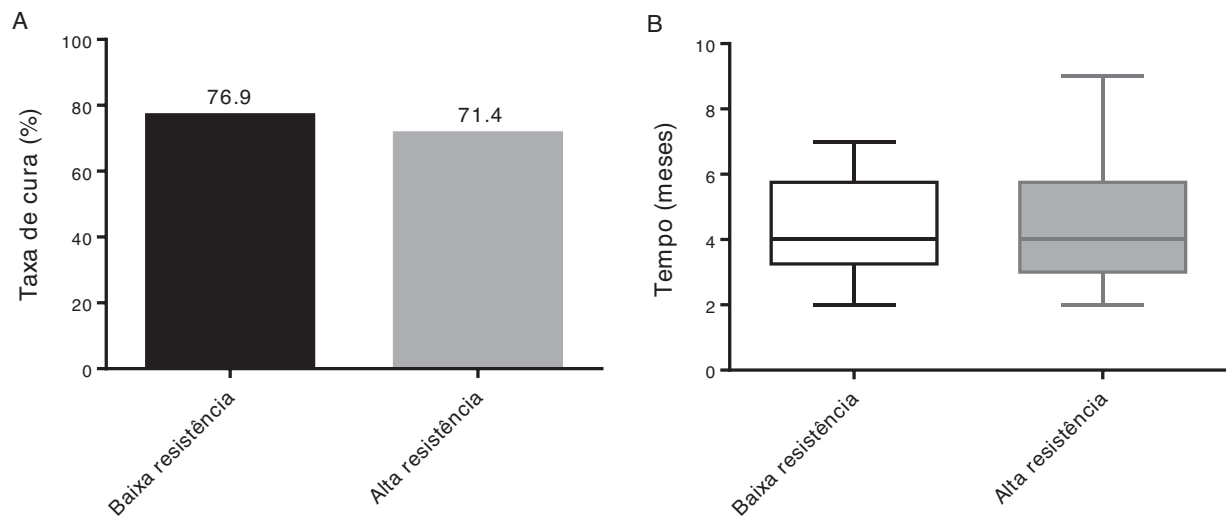 A
Taxa de cura (%)
100
80
60
40
20
0
76.9
71.4
Baixa resistência
Alta resistência
B
Tempo (meses)
10
8
6
4
2
0
Baixa resistência
Alta resistência